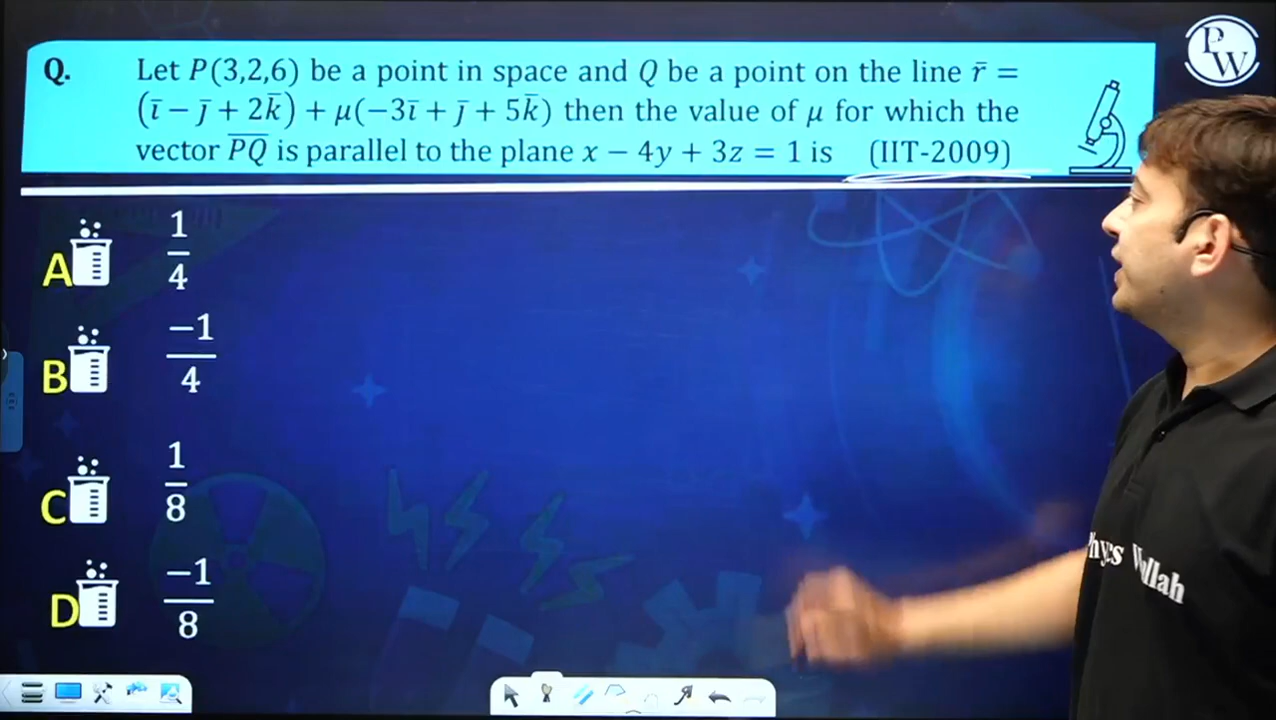 PW
Q. Let P(3,2,6) be a point in space and Q be a point on the line r̄ =
(ī − j̄ + 2k̄) + μ(−3ī + j̄ + 5k̄) then the value of μ for which the
vector P̅Q̅ is parallel to the plane x − 4y + 3z = 1 is (IIT-2009)
A 1/4
B −1/4
C 1/8
D −1/8